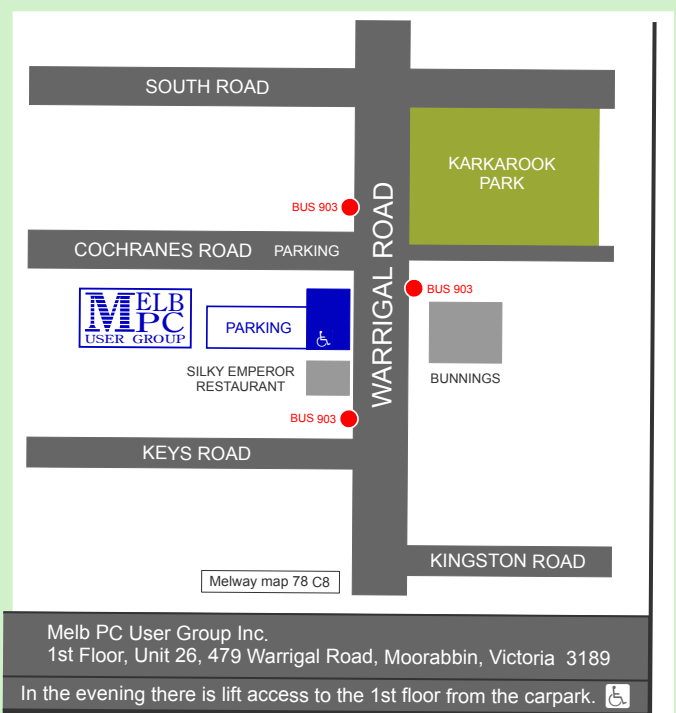 SOUTH ROAD
KARKAROOK
PARK
BUS 903
WARRIGAL ROAD
COCHRANES ROAD PARKING
BUS 903
MELB
PC
USER GROUP
PARKING
SILKY EMPEROR
RESTAURANT
BUNNINGS
BUS 903
KEYS ROAD
KINGSTON ROAD
Melway map 78 C8
Melb PC User Group Inc.
1st Floor, Unit 26, 479 Warrigal Road, Moorabbin, Victoria 3189
In the evening there is lift access to the 1st floor from the carpark.